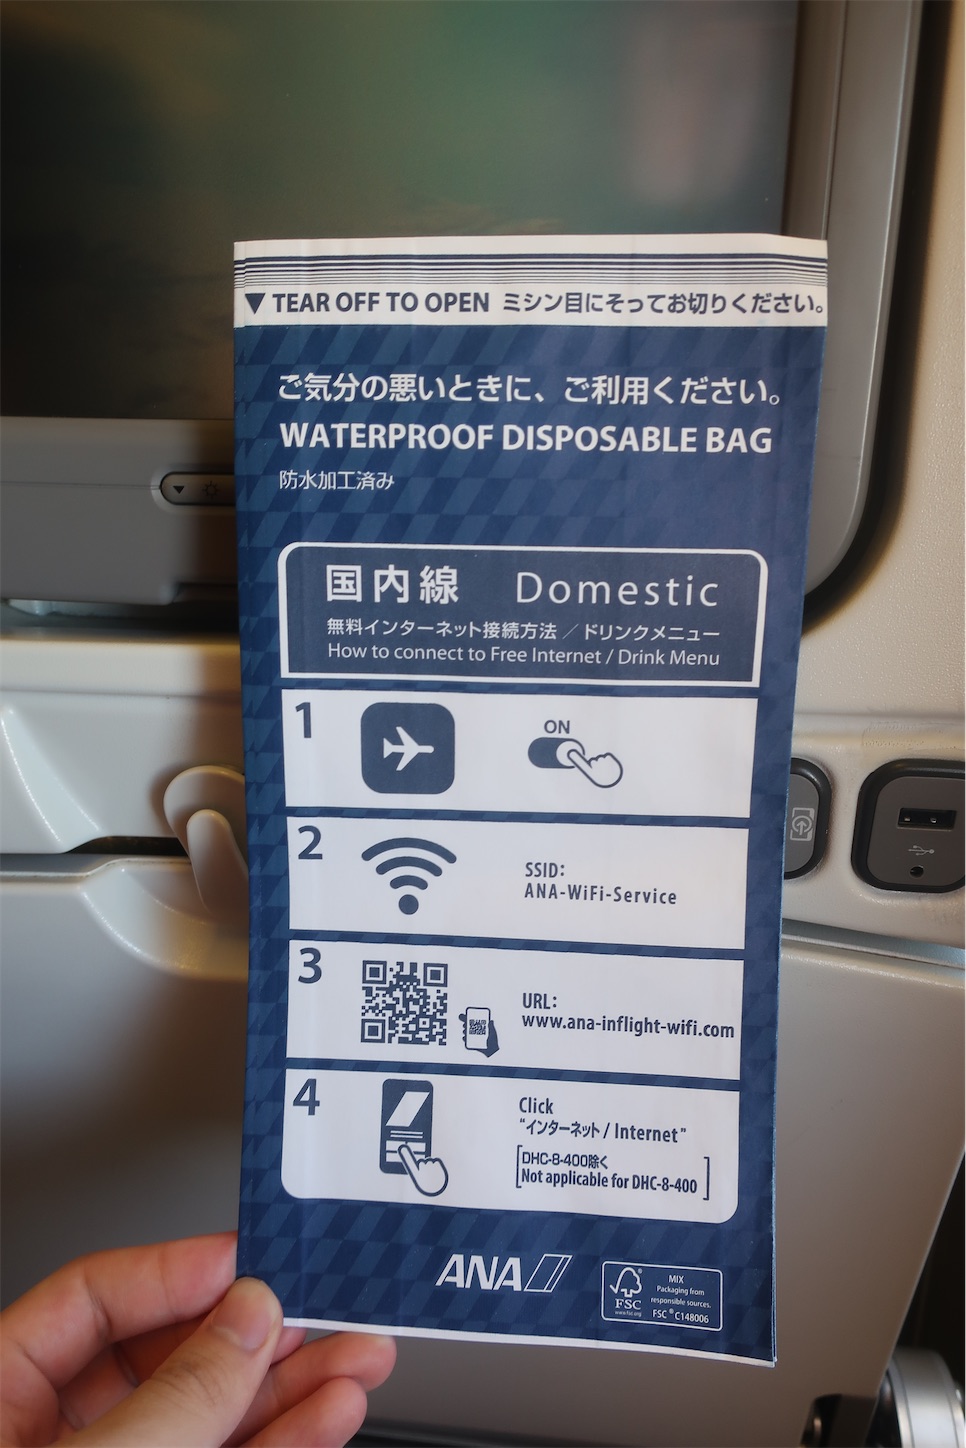 ▼ TEAR OFF TO OPEN ミシン目にそってお切りください。
ご気分の悪いときに、ご利用ください。
WATERPROOF DISPOSABLE BAG
防水加工済み
国内線 Domestic
無料インターネット接続方法 ／ ドリンクメニュー
How to connect to Free Internet / Drink Menu
1
ON
2
SSID:
ANA-WiFi-Service
3
URL:
www.ana-inflight-wifi.com
4
Click
"インターネット / Internet"
[DHC-8-400除く
Not applicable for DHC-8-400]
ANA
FSC
www.fsc.org
MIX
Packaging from
responsible sources.
FSC® C148006